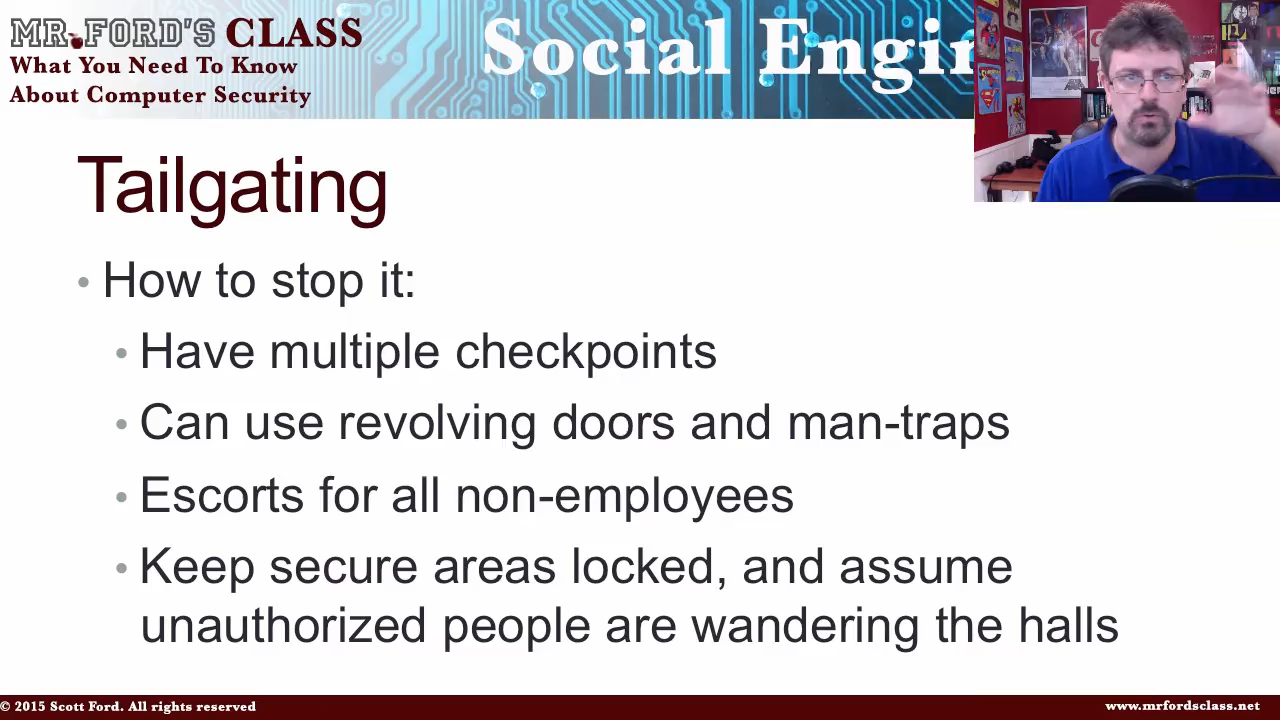 MR. FORD'S CLASS
What You Need To Know
About Computer Security
Social Engin
Tailgating
• How to stop it:
• Have multiple checkpoints
• Can use revolving doors and man-traps
• Escorts for all non-employees
• Keep secure areas locked, and assume
unauthorized people are wandering the halls
© 2015 Scott Ford. All rights reserved
www.mrfordsclass.net